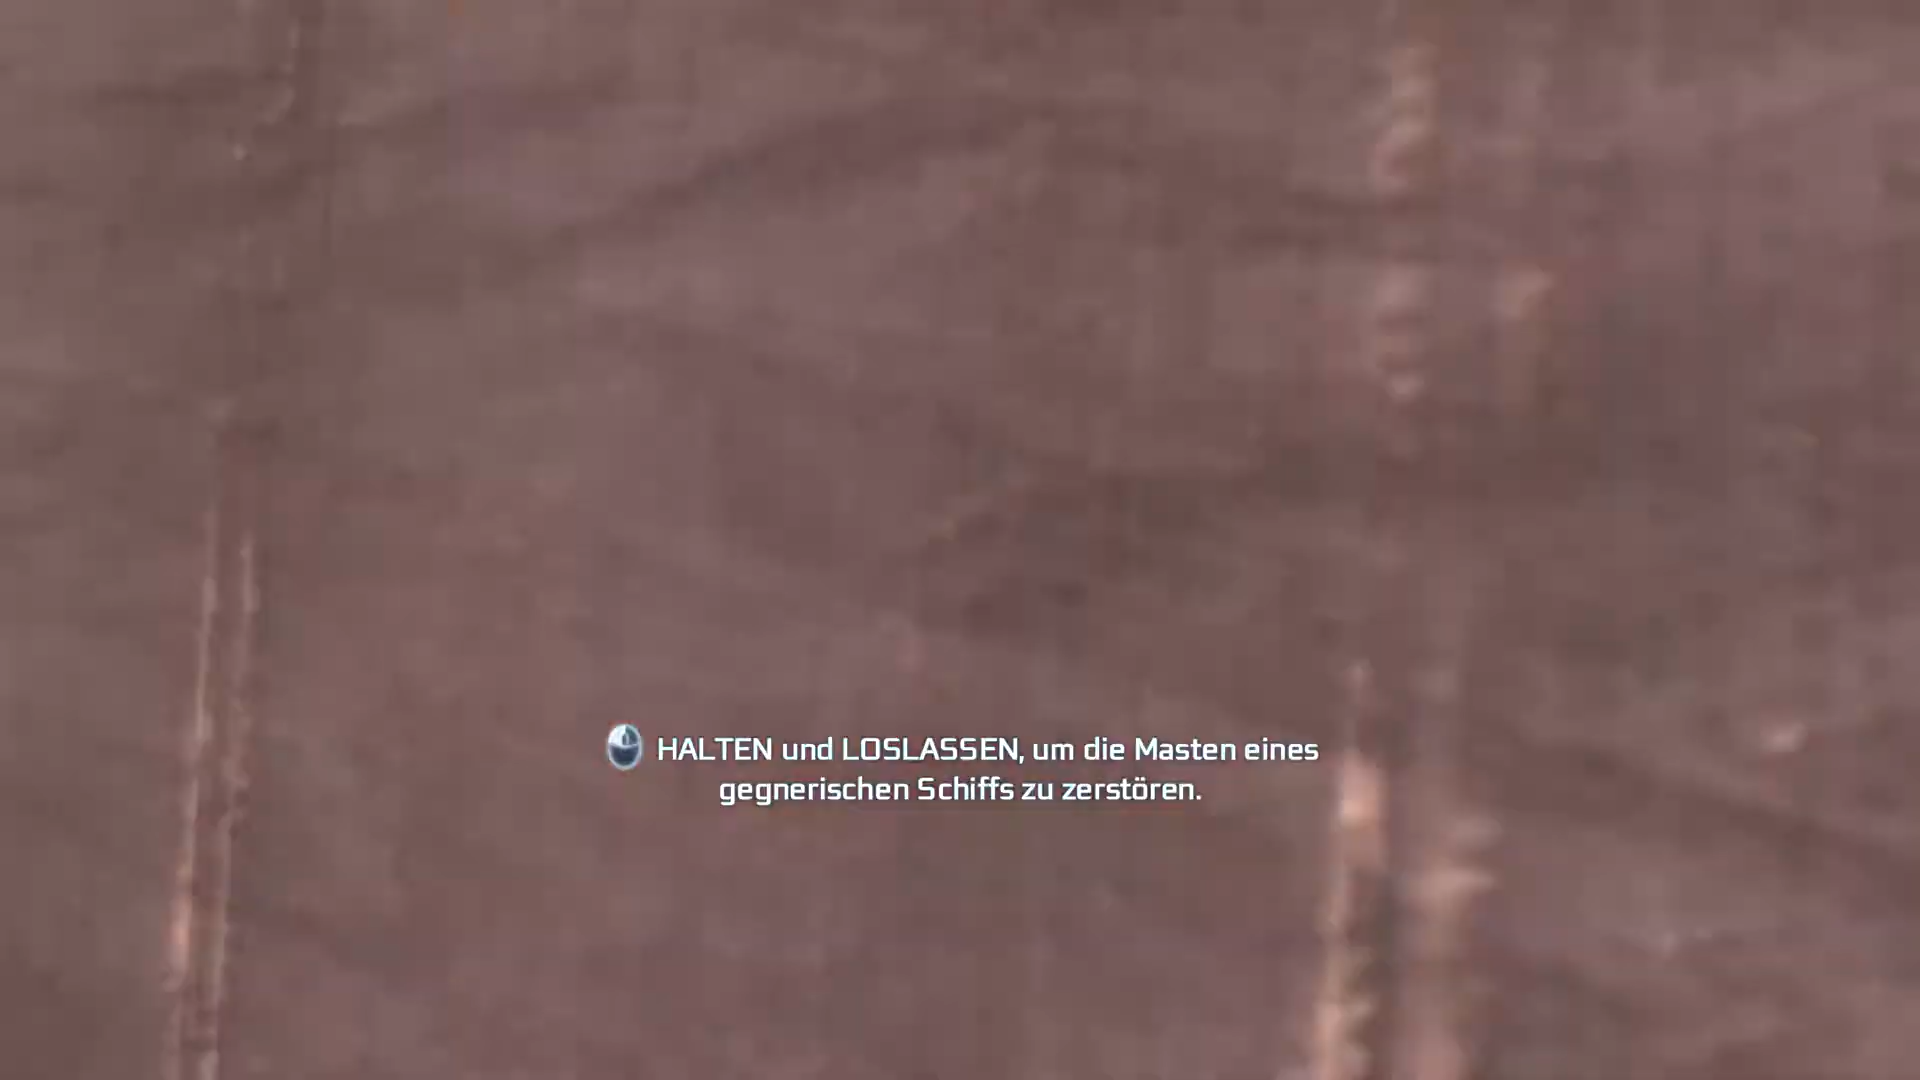 HALTEN und LOSLASSEN, um die Masten eines
gegnerischen Schiffs zu zerstören.